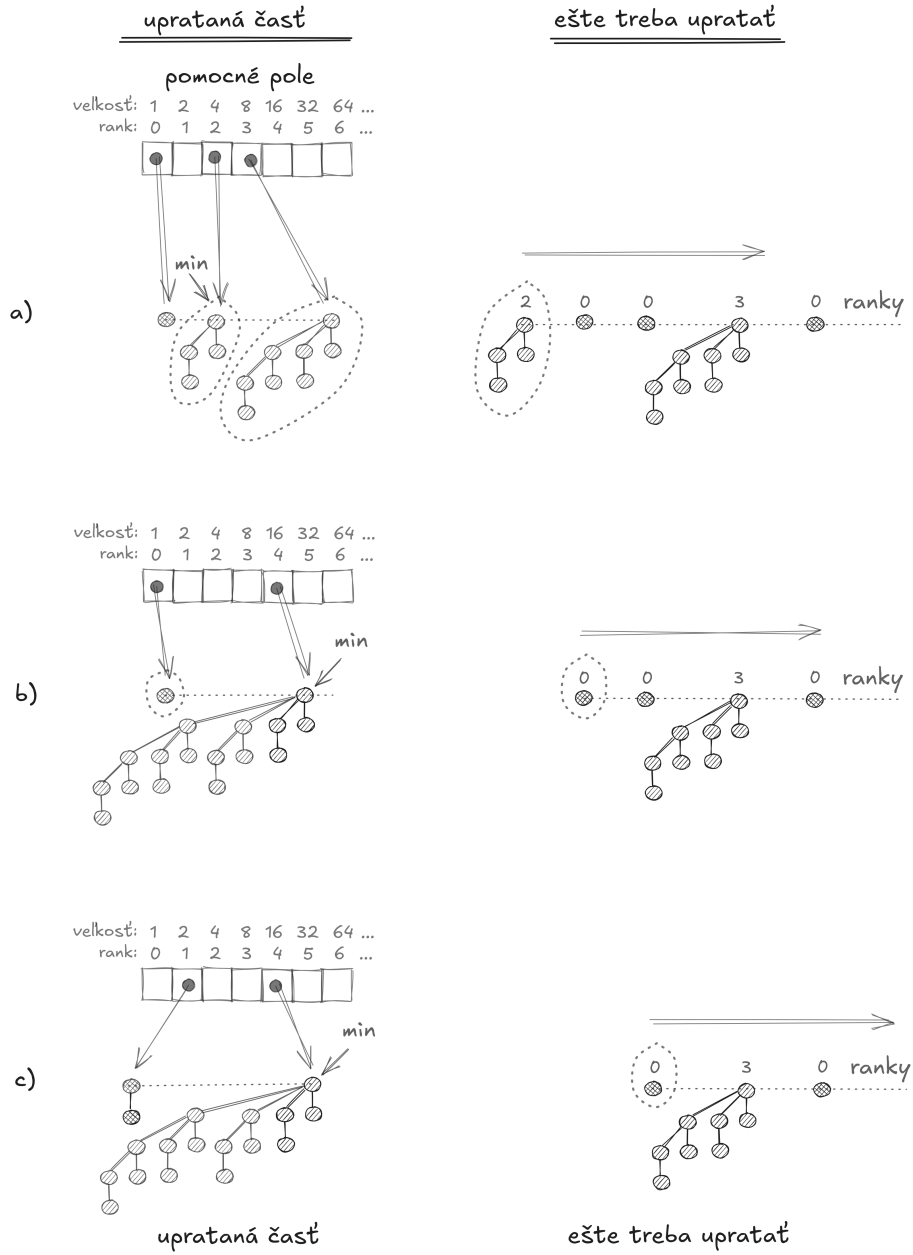 uprataná časť
ešte treba upratať
pomocné pole
veľkosť: 1 2 4 8 16 32 64 ...
rank: 0 1 2 3 4 5 6 ...
min
a)
2 0 0 3 0 ranky
veľkosť: 1 2 4 8 16 32 64 ...
rank: 0 1 2 3 4 5 6 ...
min
b)
0 0 3 0 ranky
veľkosť: 1 2 4 8 16 32 64 ...
rank: 0 1 2 3 4 5 6 ...
min
c)
0 3 0 ranky
uprataná časť
ešte treba upratať